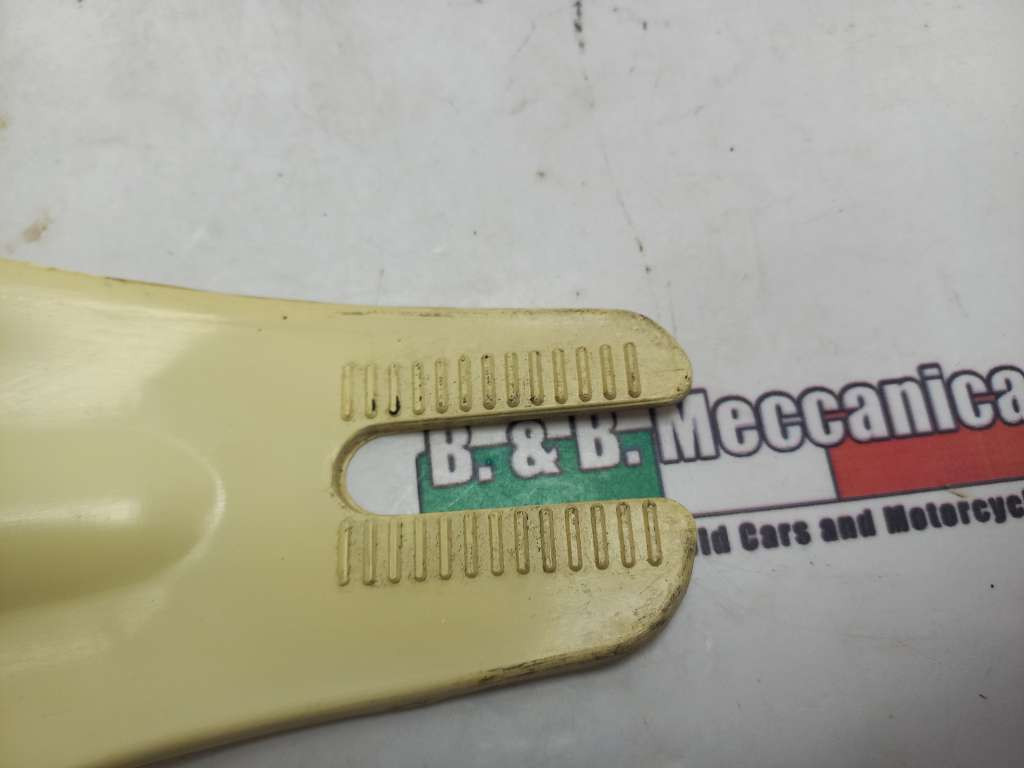 B. & B. Meccanica
ld Cars and Motorcyc